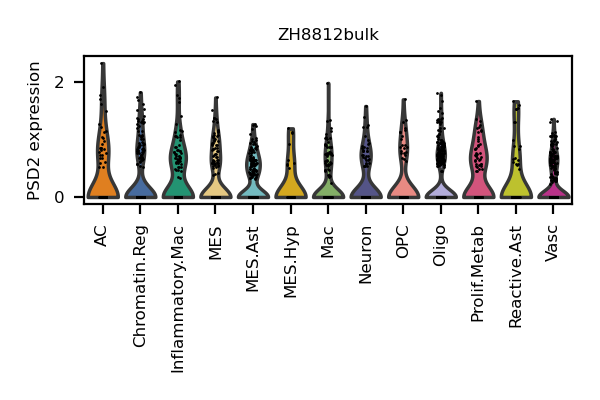 ZH8812bulk
PSD2 expression
2
0
AC
Chromatin.Reg
Inflammatory.Mac
MES
MES.Ast
MES.Hyp
Mac
Neuron
OPC
Oligo
Prolif.Metab
Reactive.Ast
Vasc